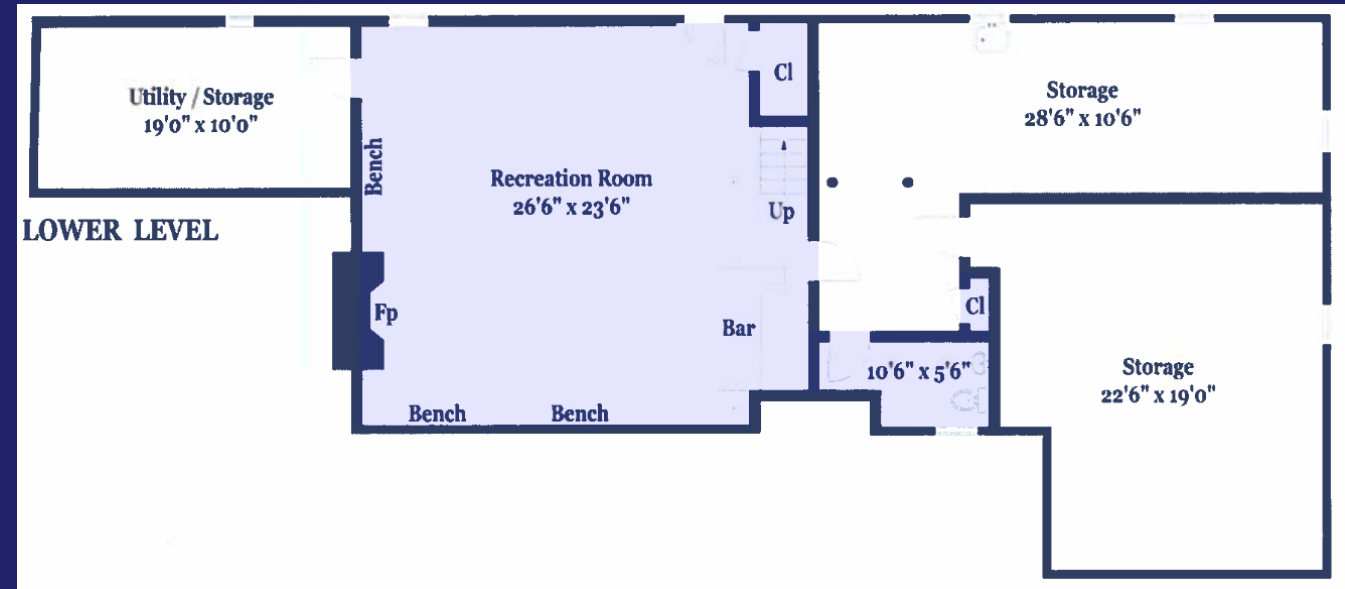 Utility / Storage
19'0" x 10'0"
Cl
Storage
28'6" x 10'6"
Bench
Recreation Room
26'6" x 23'6"
Up
LOWER LEVEL
Fp
Bar
Cl
10'6" x 5'6"
Storage
22'6" x 19'0"
Bench
Bench